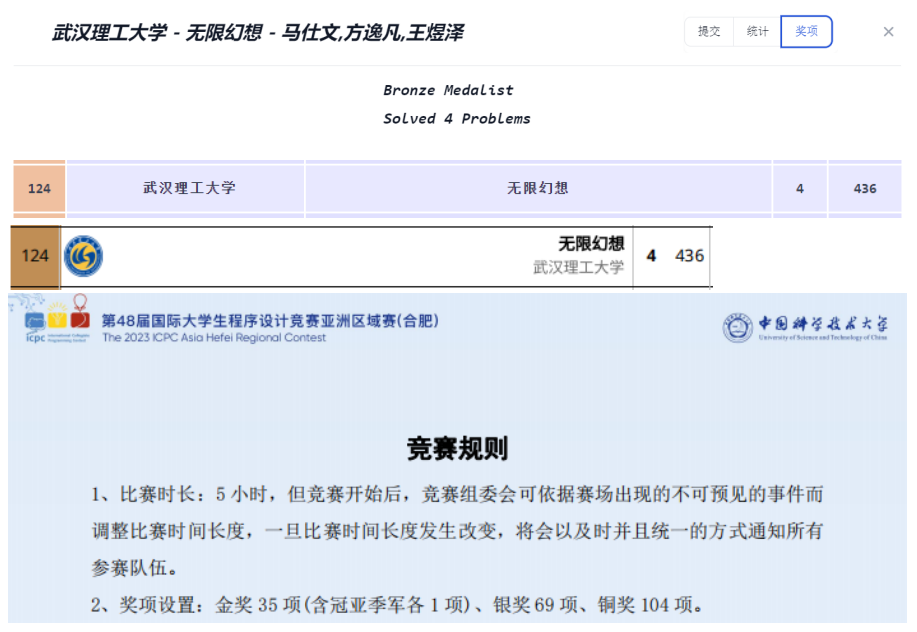 武汉理工大学 - 无限幻想 - 马仕文,方逸凡,王煜泽
提交 统计 奖项
Bronze Medalist
Solved 4 Problems
124 武汉理工大学 无限幻想 4 436
124 无限幻想 4 436
武汉理工大学
第48届国际大学生程序设计竞赛亚洲区域赛(合肥)
The 2023 ICPC Asia Hefei Regional Contest
icpc International Collegiate Programming Contest
中国科学技术大学
University of Science and Technology of China
竞赛规则
1、比赛时长：5 小时，但竞赛开始后，竞赛组委会可依据赛场出现的不可预见的事件而
调整比赛时间长度，一旦比赛时间长度发生改变，将会以及时并且统一的方式通知所有
参赛队伍。
2、奖项设置：金奖 35 项(含冠亚季军各 1 项)、银奖 69 项、铜奖 104 项。